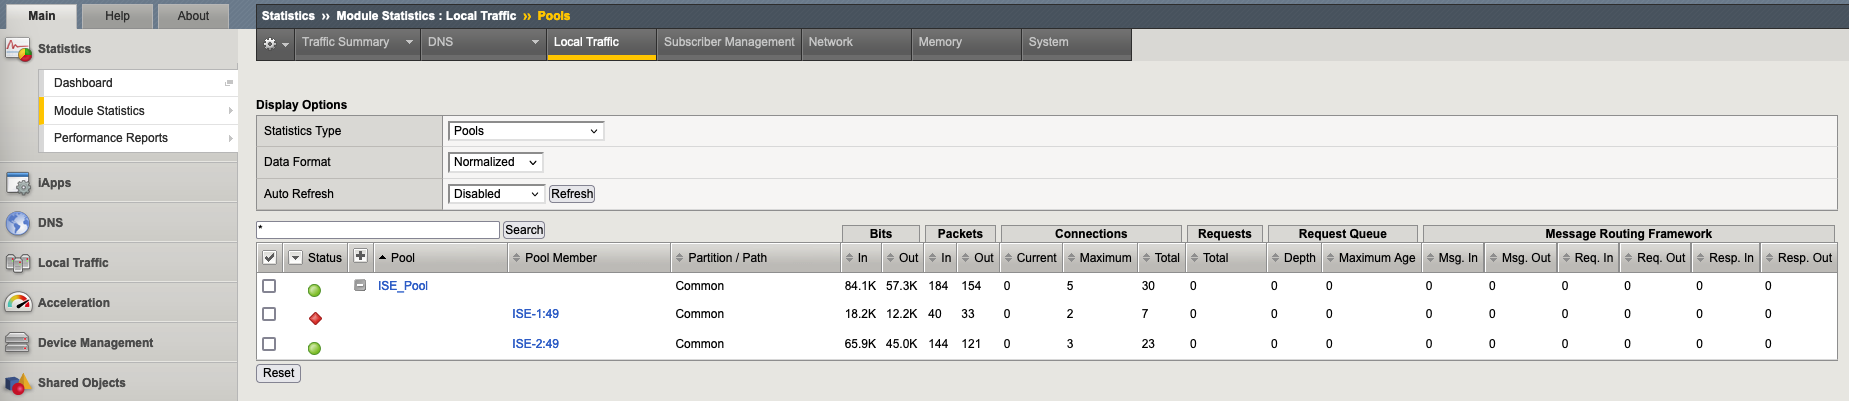 Main Help About
Statistics
Dashboard
Module Statistics
Performance Reports
iApps
DNS
Local Traffic
Acceleration
Device Management
Shared Objects
Statistics ›› Module Statistics : Local Traffic ›› Pools
Traffic Summary DNS Local Traffic Subscriber Management Network Memory System
Display Options
Statistics Type Pools
Data Format Normalized
Auto Refresh Disabled Refresh
* Search
Bits Packets Connections Requests Request Queue Message Routing Framework
Status Pool Pool Member Partition / Path In Out In Out Current Maximum Total Total Depth Maximum Age Msg. In Msg. Out Req. In Req. Out Resp. In Resp. Out
ISE_Pool Common 84.1K 57.3K 184 154 0 5 30 0 0 0 0 0 0 0 0 0
ISE-1:49 Common 18.2K 12.2K 40 33 0 2 7 0 0 0 0 0 0 0 0 0
ISE-2:49 Common 65.9K 45.0K 144 121 0 3 23 0 0 0 0 0 0 0 0 0
Reset